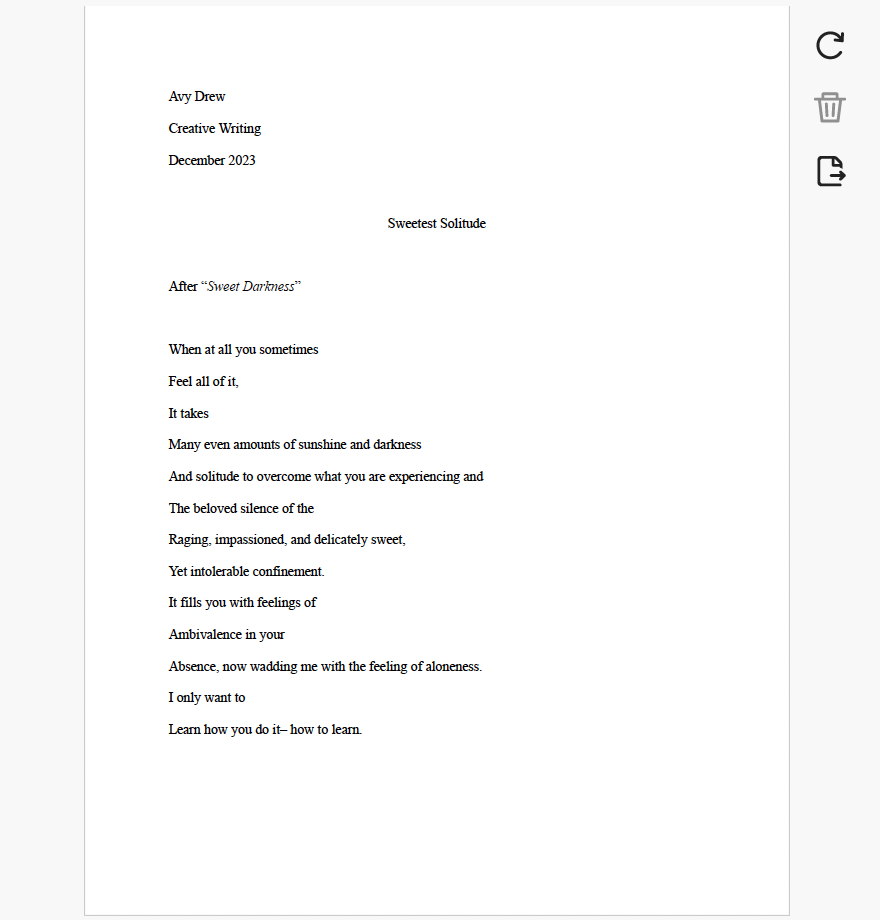 Avy Drew
Creative Writing
December 2023
Sweetest Solitude
After “Sweet Darkness”
When at all you sometimes
Feel all of it,
It takes
Many even amounts of sunshine and darkness
And solitude to overcome what you are experiencing and
The beloved silence of the
Raging, impassioned, and delicately sweet,
Yet intolerable confinement.
It fills you with feelings of
Ambivalence in your
Absence, now wadding me with the feeling of aloneness.
I only want to
Learn how you do it– how to learn.